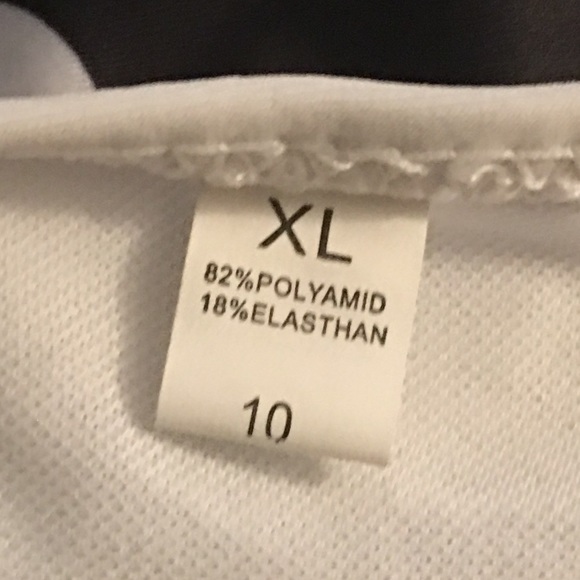 XL
82%POLYAMID
18%ELASTHAN
10